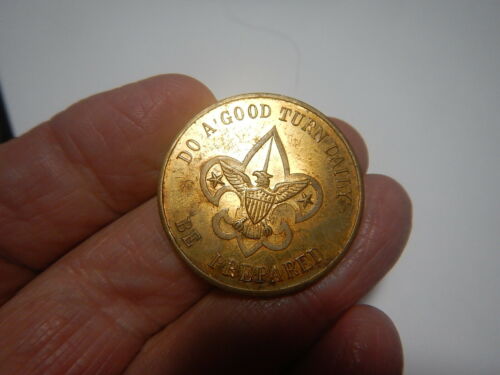 DO A GOOD TURN DAILY
BE PREPARED